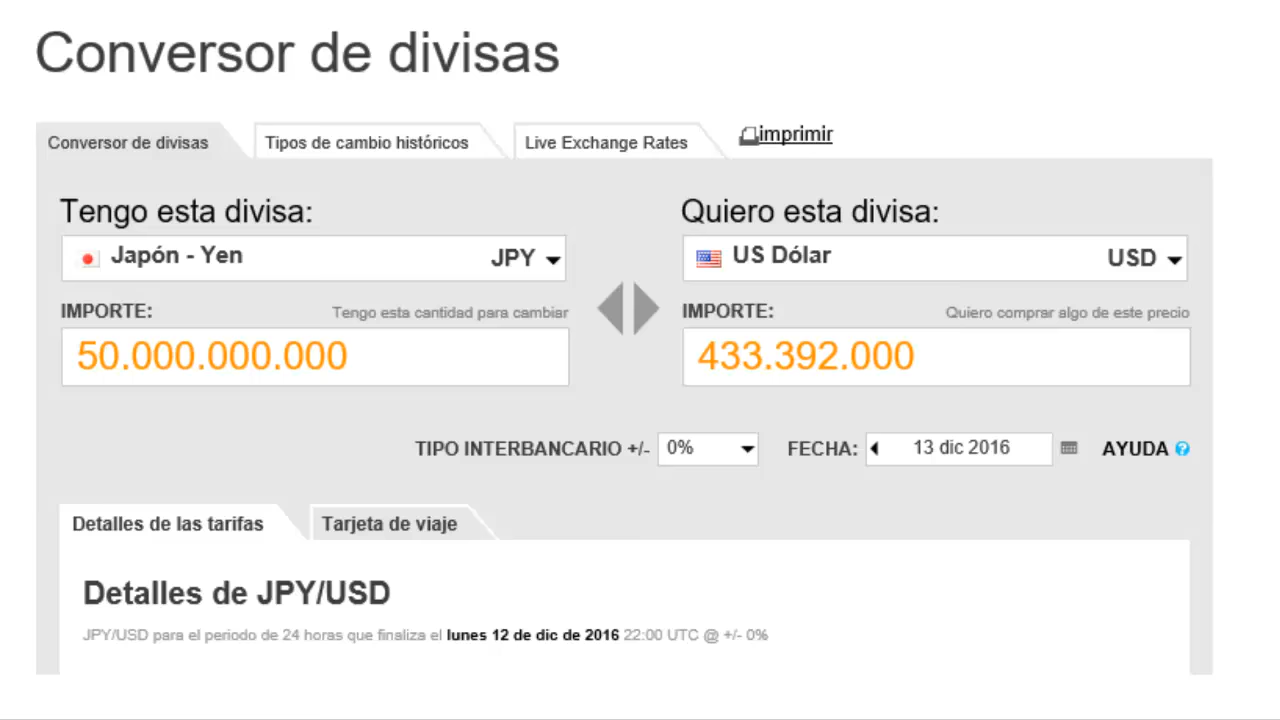 Conversor de divisas
Conversor de divisas Tipos de cambio históricos Live Exchange Rates imprimir
Tengo esta divisa: Quiero esta divisa:
Japón - Yen JPY US Dólar USD
IMPORTE: Tengo esta cantidad para cambiar IMPORTE: Quiero comprar algo de este precio
50.000.000.000 433.392.000
TIPO INTERBANCARIO +/- 0% FECHA: 13 dic 2016 AYUDA ?
Detalles de las tarifas Tarjeta de viaje
Detalles de JPY/USD
JPY/USD para el periodo de 24 horas que finaliza el lunes 12 de dic de 2016 22:00 UTC @ +/- 0%